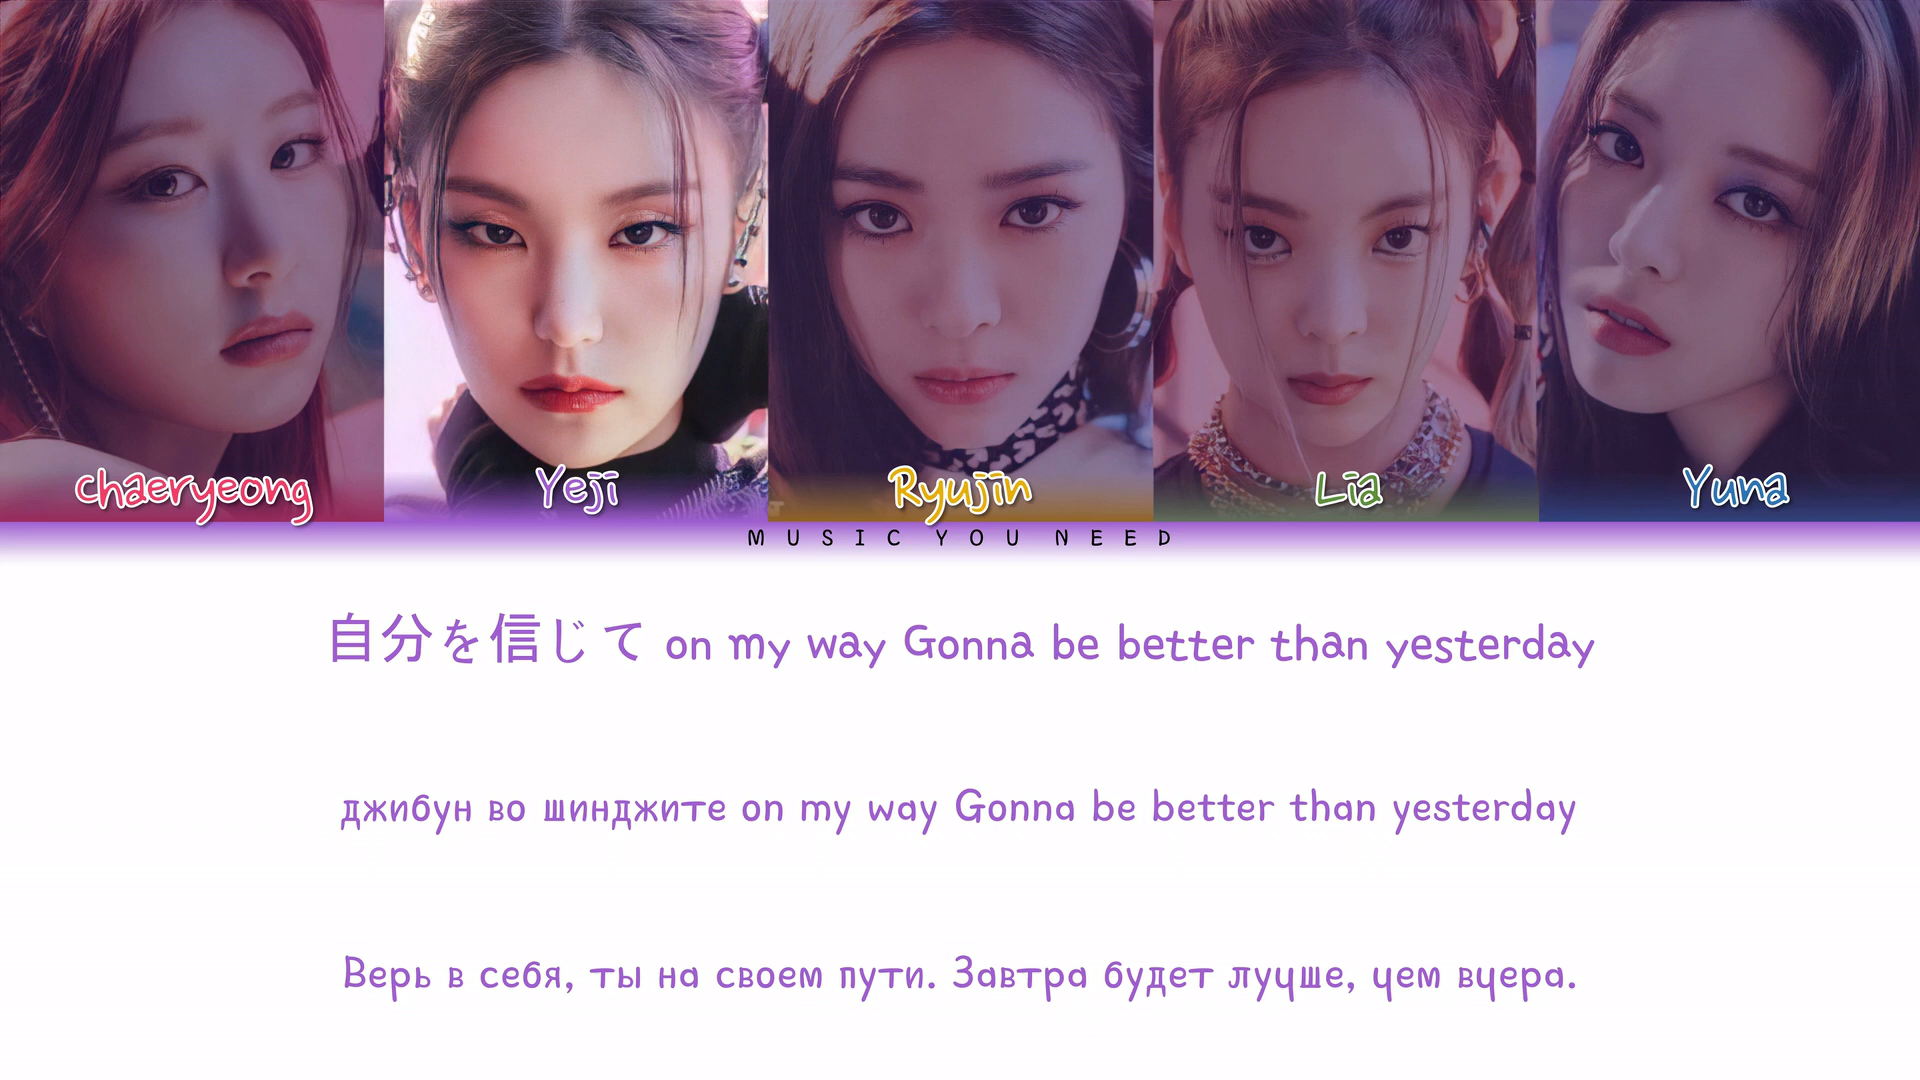 chaeryeong
Yeji
Ryujin
Lia
Yuna
MUSIC YOU NEED
自分を信じて on my way Gonna be better than yesterday
джибун во шинджите on my way Gonna be better than yesterday
Верь в себя, ты на своем пути. Завтра будет лучше, чем вчера.